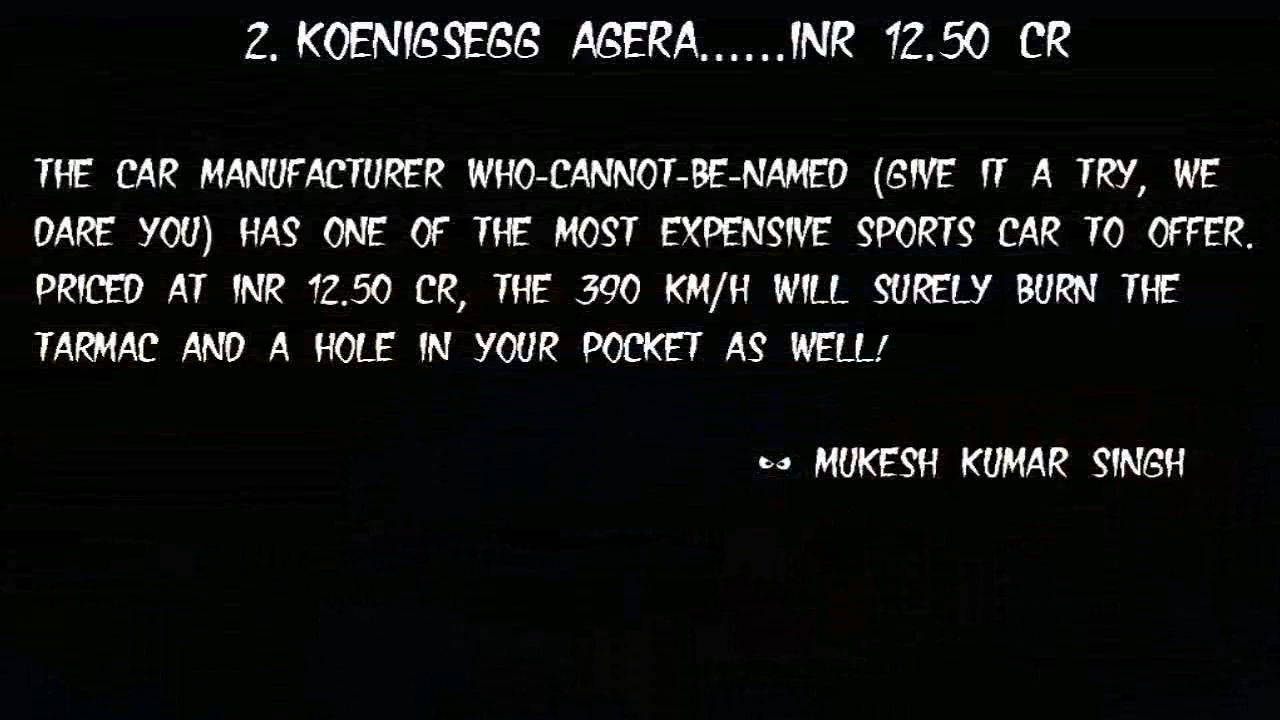 2. KOENIGSEGG AGERA......INR 12.50 CR
THE CAR MANUFACTURER WHO-CANNOT-BE-NAMED (GIVE IT A TRY, WE
DARE YOU) HAS ONE OF THE MOST EXPENSIVE SPORTS CAR TO OFFER.
PRICED AT INR 12.50 CR, THE 390 KM/H WILL SURELY BURN THE
TARMAC AND A HOLE IN YOUR POCKET AS WELL!
MUKESH KUMAR SINGH